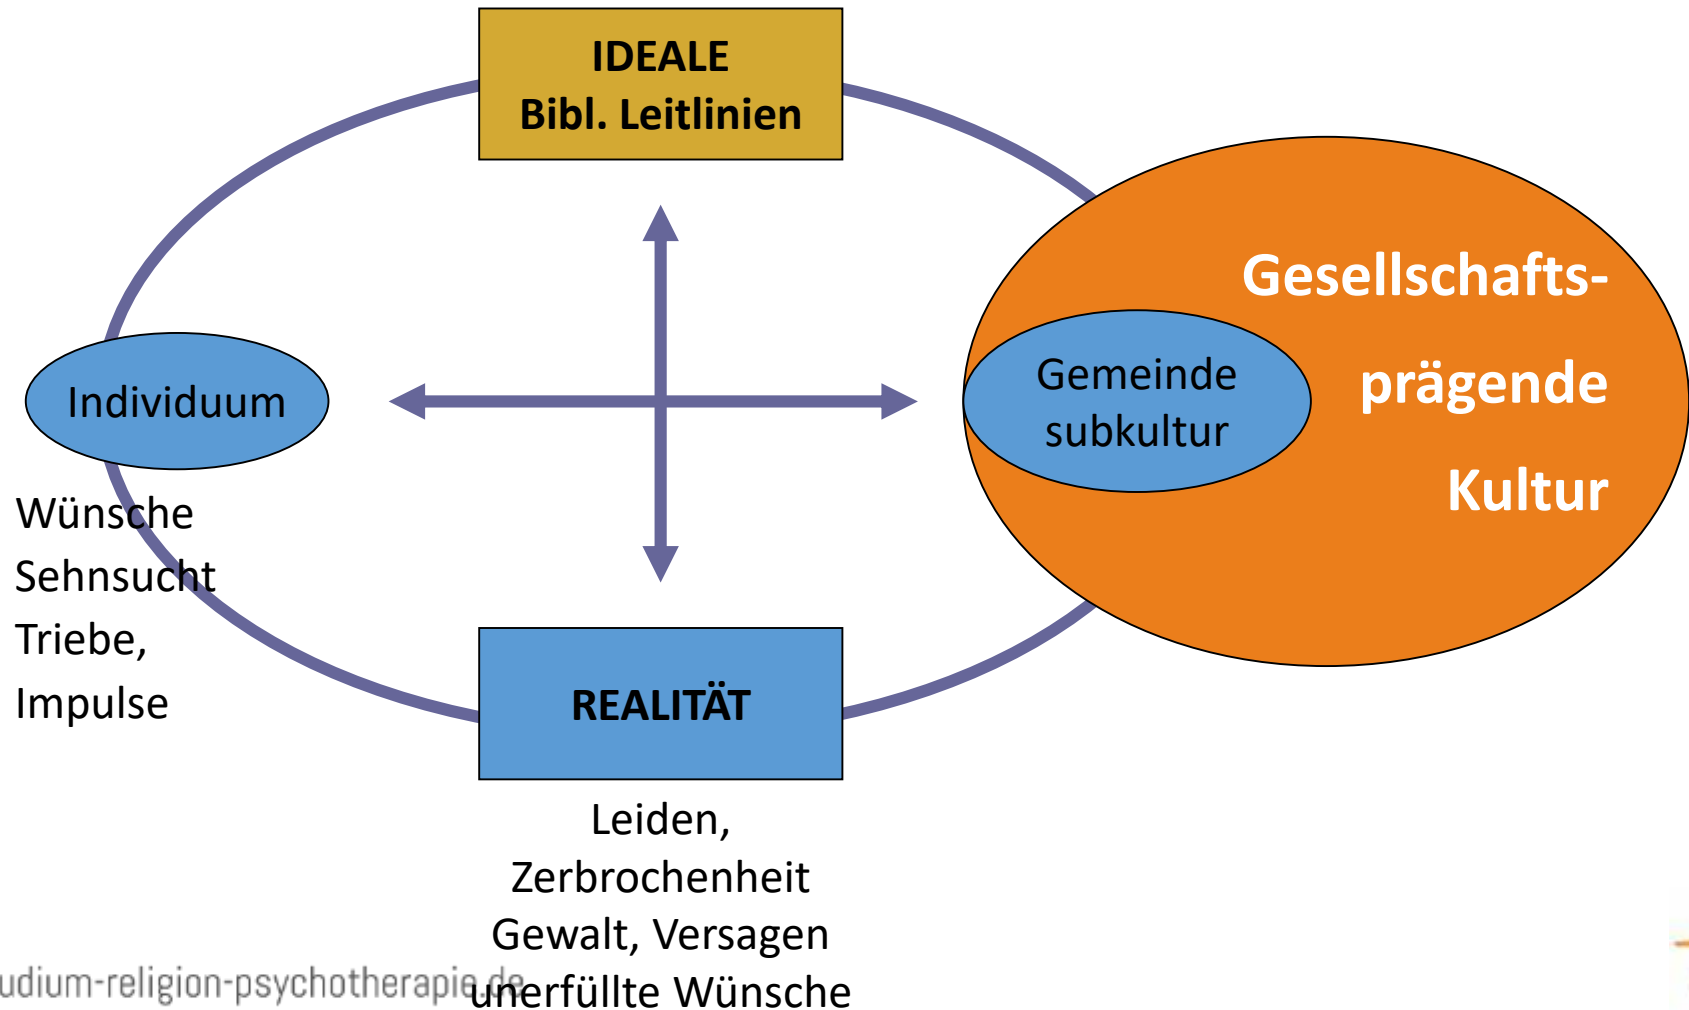 IDEALE
Bibl. Leitlinien
Gesellschafts-
prägende
Kultur
Individuum
Gemeinde
subkultur
Wünsche
Sehnsucht
Triebe,
Impulse
REALITÄT
Leiden,
Zerbrochenheit
Gewalt, Versagen
unerfüllte Wünsche
udium-religion-psychotherapie.de